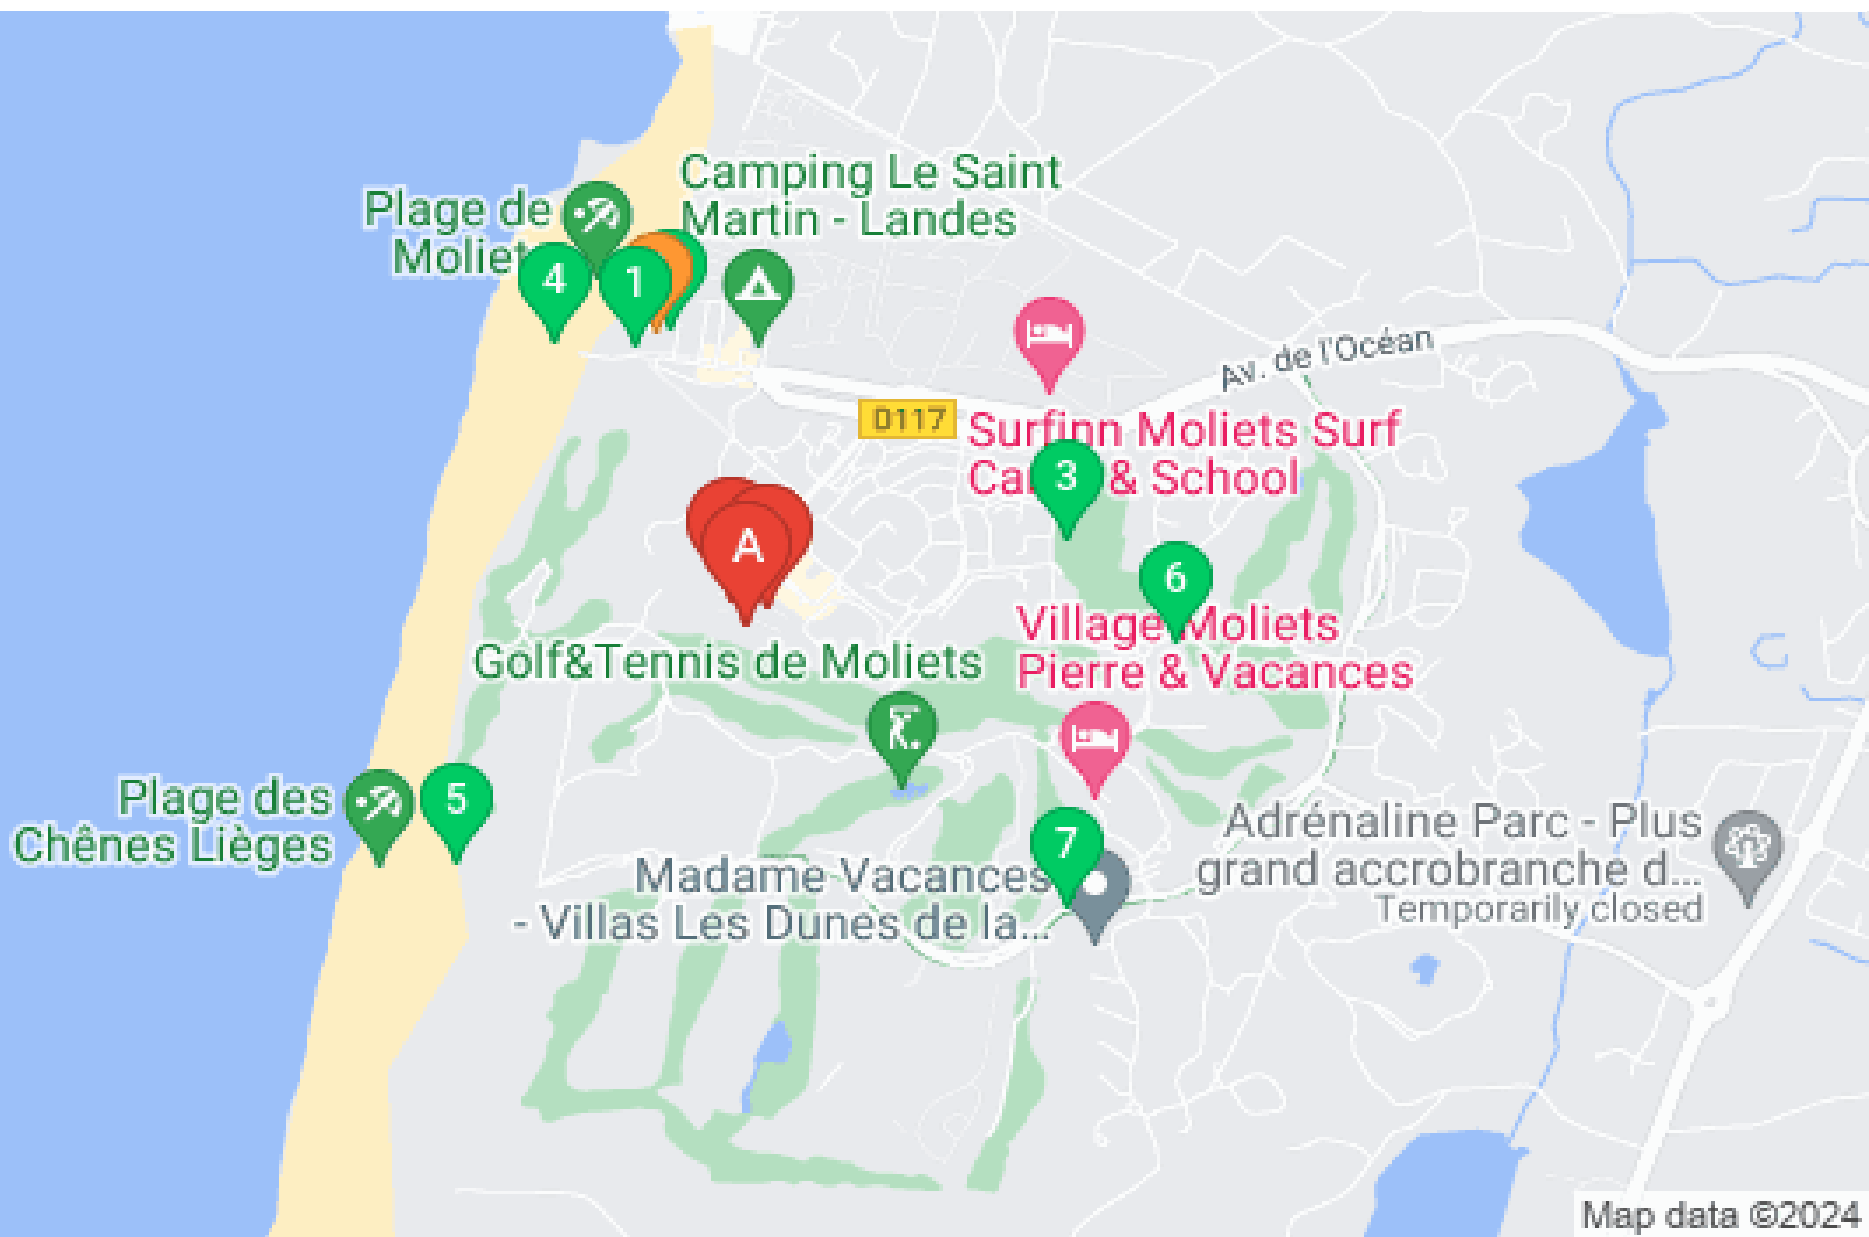 Camping Le Saint
Martin - Landes
Plage de
Moliet
4
1
Av. de l'Océan
D117
Surfinn Moliets Surf
Ca & School
3
A
6
Village Moliets
Pierre & Vacances
Golf&Tennis de Moliets
Plage des
Chênes Lièges
5
7
Madame Vacances
- Villas Les Dunes de la...
Adrénaline Parc - Plus
grand accrobranche d...
Temporarily closed
Map data ©2024